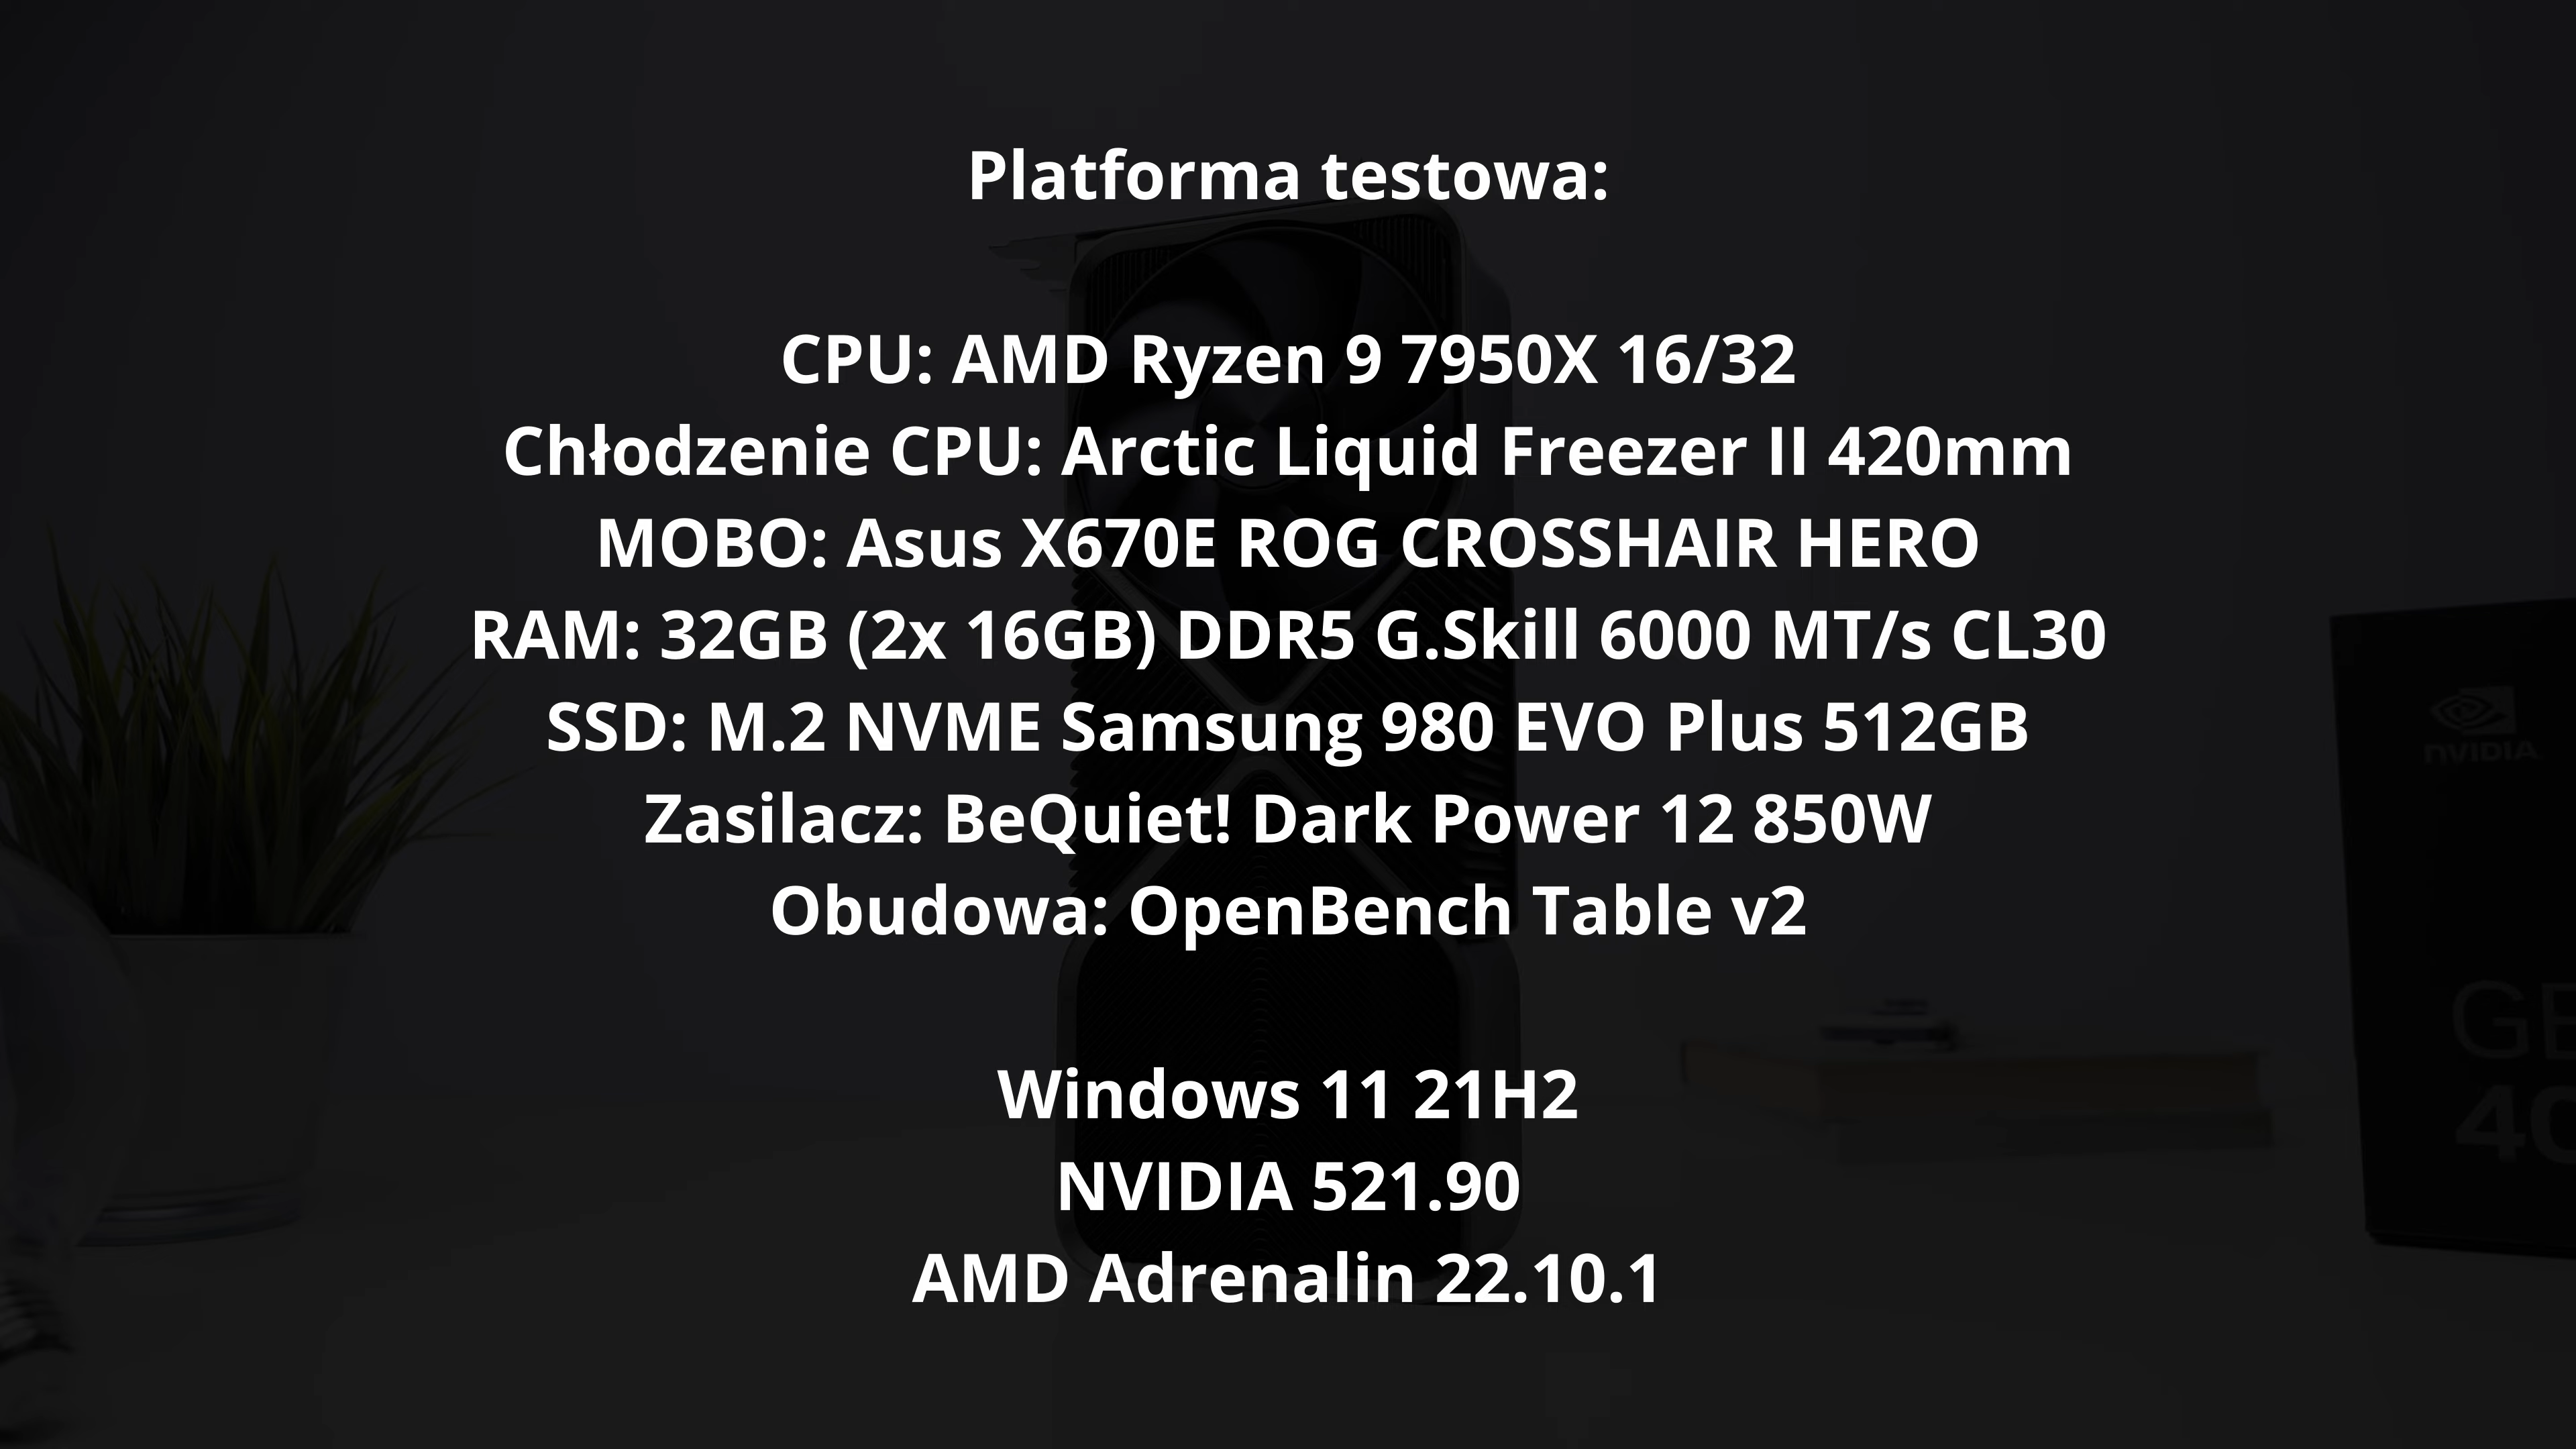 Platforma testowa:
CPU: AMD Ryzen 9 7950X 16/32
Chłodzenie CPU: Arctic Liquid Freezer II 420mm
MOBO: Asus X670E ROG CROSSHAIR HERO
RAM: 32GB (2x 16GB) DDR5 G.Skill 6000 MT/s CL30
SSD: M.2 NVME Samsung 980 EVO Plus 512GB
Zasilacz: BeQuiet! Dark Power 12 850W
Obudowa: OpenBench Table v2
Windows 11 21H2
NVIDIA 521.90
AMD Adrenalin 22.10.1
NVIDIA